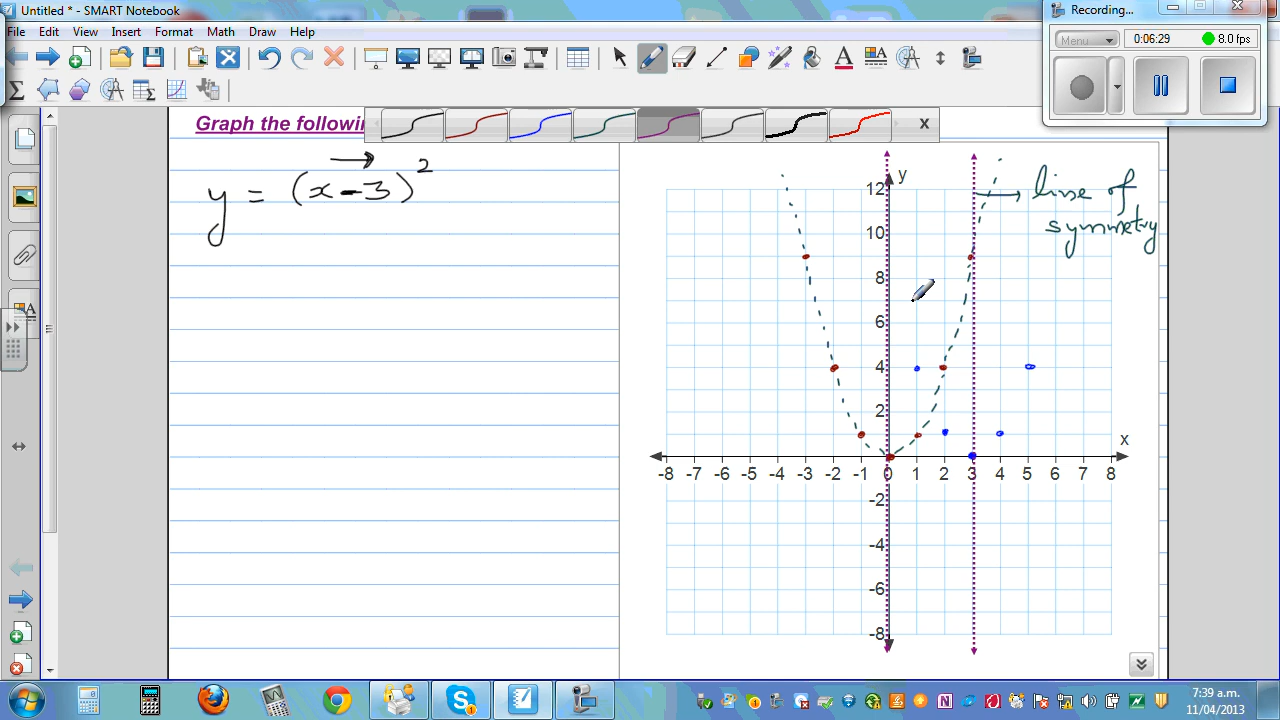 Untitled * - SMART Notebook
Recording...
File Edit View Insert Format Math Draw Help
Menu
0:06:29
8.0 fps
Graph the followin
x
y = (x - 3)²
y
12
10
8
6
4
2
line of
symmetry
x
-8 -7 -6 -5 -4 -3 -2 -1 0 1 2 3 4 5 6 7 8
-2
-4
-6
-8
7:39 a.m.
11/04/2013